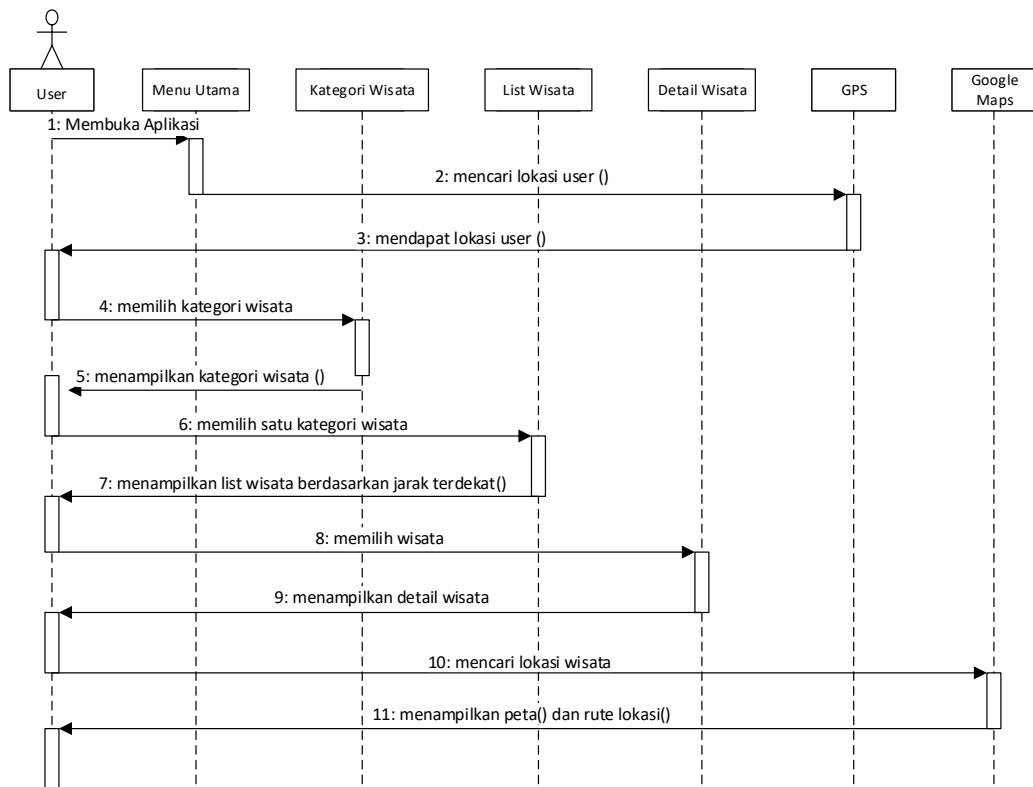 User
Menu Utama
Kategori Wisata
List Wisata
Detail Wisata
GPS
Google
Maps
1: Membuka Aplikasi
2: mencari lokasi user ()
3: mendapat lokasi user ()
4: memilih kategori wisata
5: menampilkan kategori wisata ()
6: memilih satu kategori wisata
7: menampilkan list wisata berdasarkan jarak terdekat()
8: memilih wisata
9: menampilkan detail wisata
10: mencari lokasi wisata
11: menampilkan peta() dan rute lokasi()